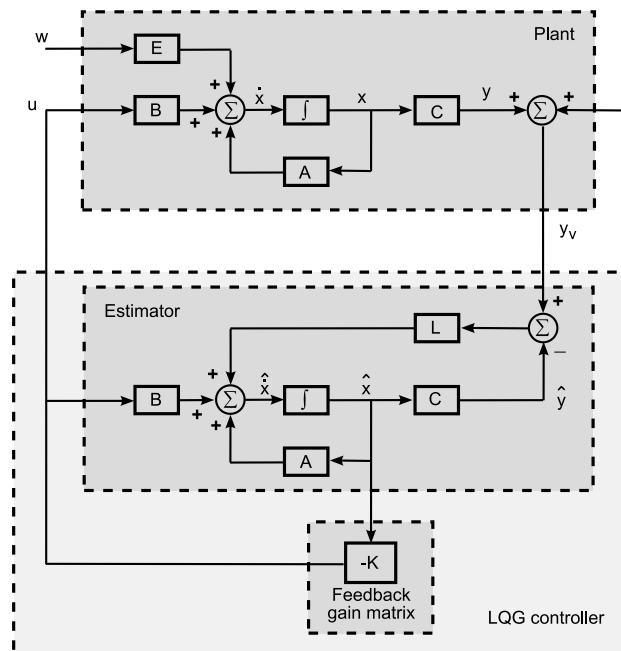 w
E
Plant
+
u
B
+
Σ
ẋ
∫
x
C
y
+
Σ
+
+
A
y_v
Estimator
+
L
Σ
−
+
B
+
Σ
x̂̇
∫
x̂
C
ŷ
+
A
-K
Feedback
gain matrix
LQG controller